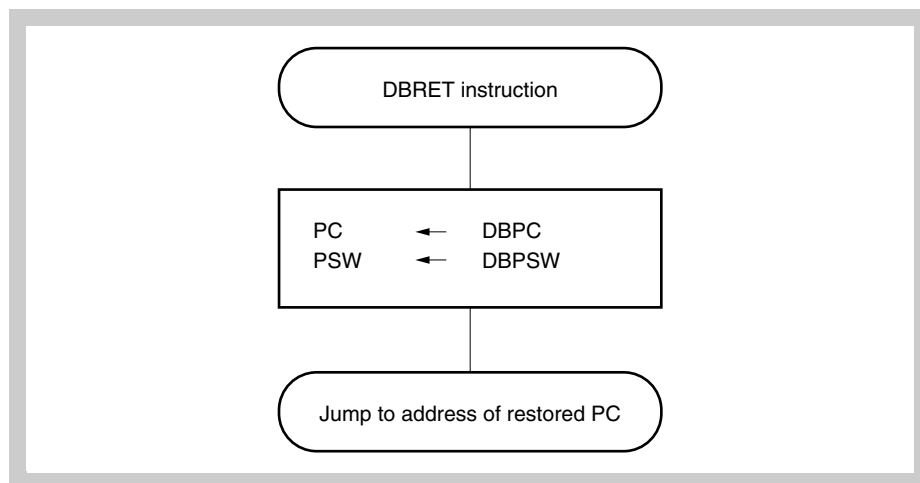 DBRET instruction
PC ← DBPC
PSW ← DBPSW
Jump to address of restored PC